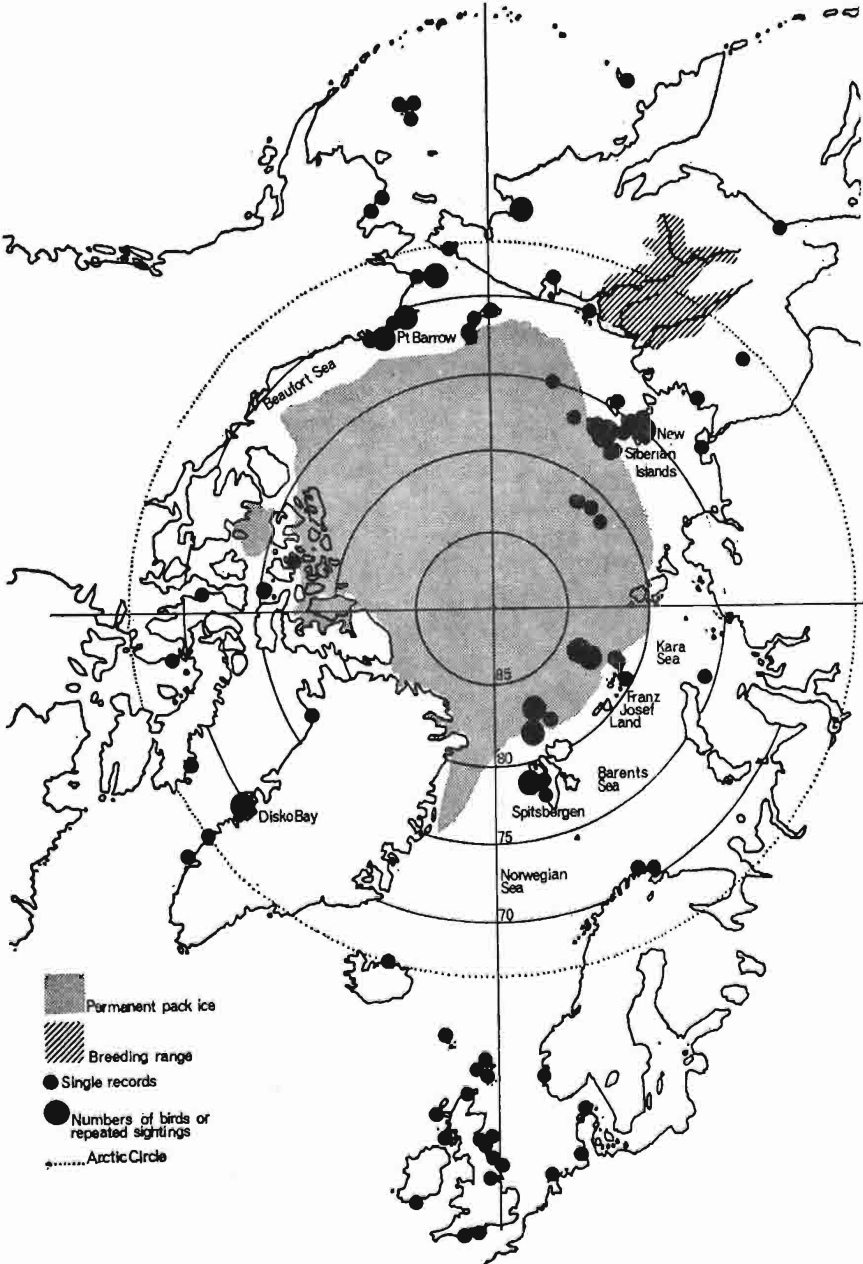 Pt Barrow
Beaufort Sea
New
Siberian
Islands
85
Kara
Sea
Franz
Josef
Land
80
Barents
Sea
Spitsbergen
Disko Bay
75
Norwegian
Sea
70
Permanent pack ice
Breeding range
Single records
Numbers of birds or
repeated sightings
Arctic Circle